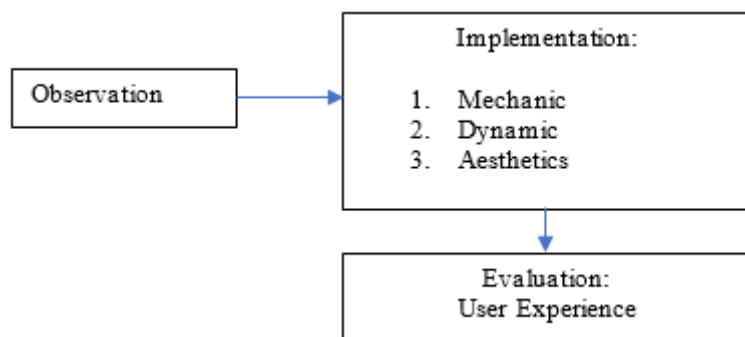 Observation
Implementation:
1. Mechanic
2. Dynamic
3. Aesthetics
Evaluation:
User Experience